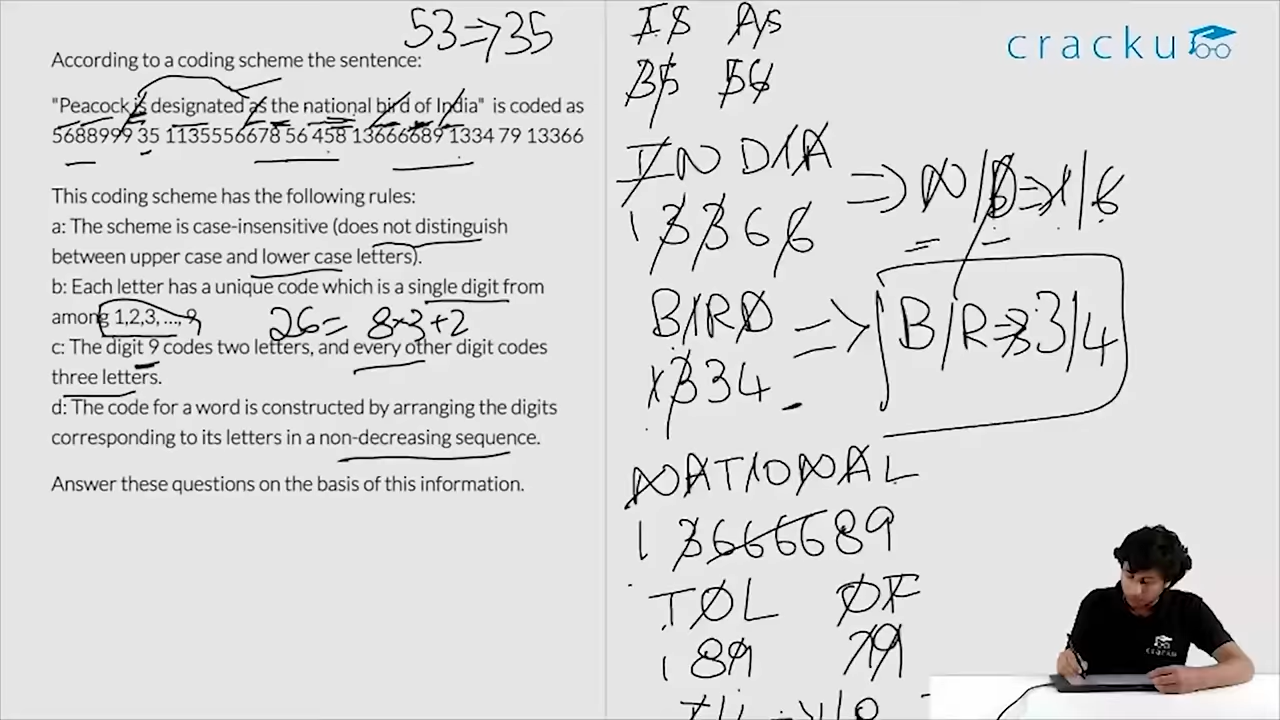 53⇒35
According to a coding scheme the sentence:
"Peacock is designated as the national bird of India" is coded as
5688999 35 1135556678 56 458 13666689 1334 79 13366
This coding scheme has the following rules:
a: The scheme is case-insensitive (does not distinguish
between upper case and lower case letters).
b: Each letter has a unique code which is a single digit from
among 1,2,3, ..., 9.
26= 8*3+2
c: The digit 9 codes two letters, and every other digit codes
three letters.
d: The code for a word is constructed by arranging the digits
corresponding to its letters in a non-decreasing sequence.
Answer these questions on the basis of this information.
IS AS
35 56
INDIA
13366
⇒ N/D⇒1/6
BIRD
1334
⇒ B/R⇒3/4
NATIONAL
13666689
TOL OF
189 79
cracku
cracku